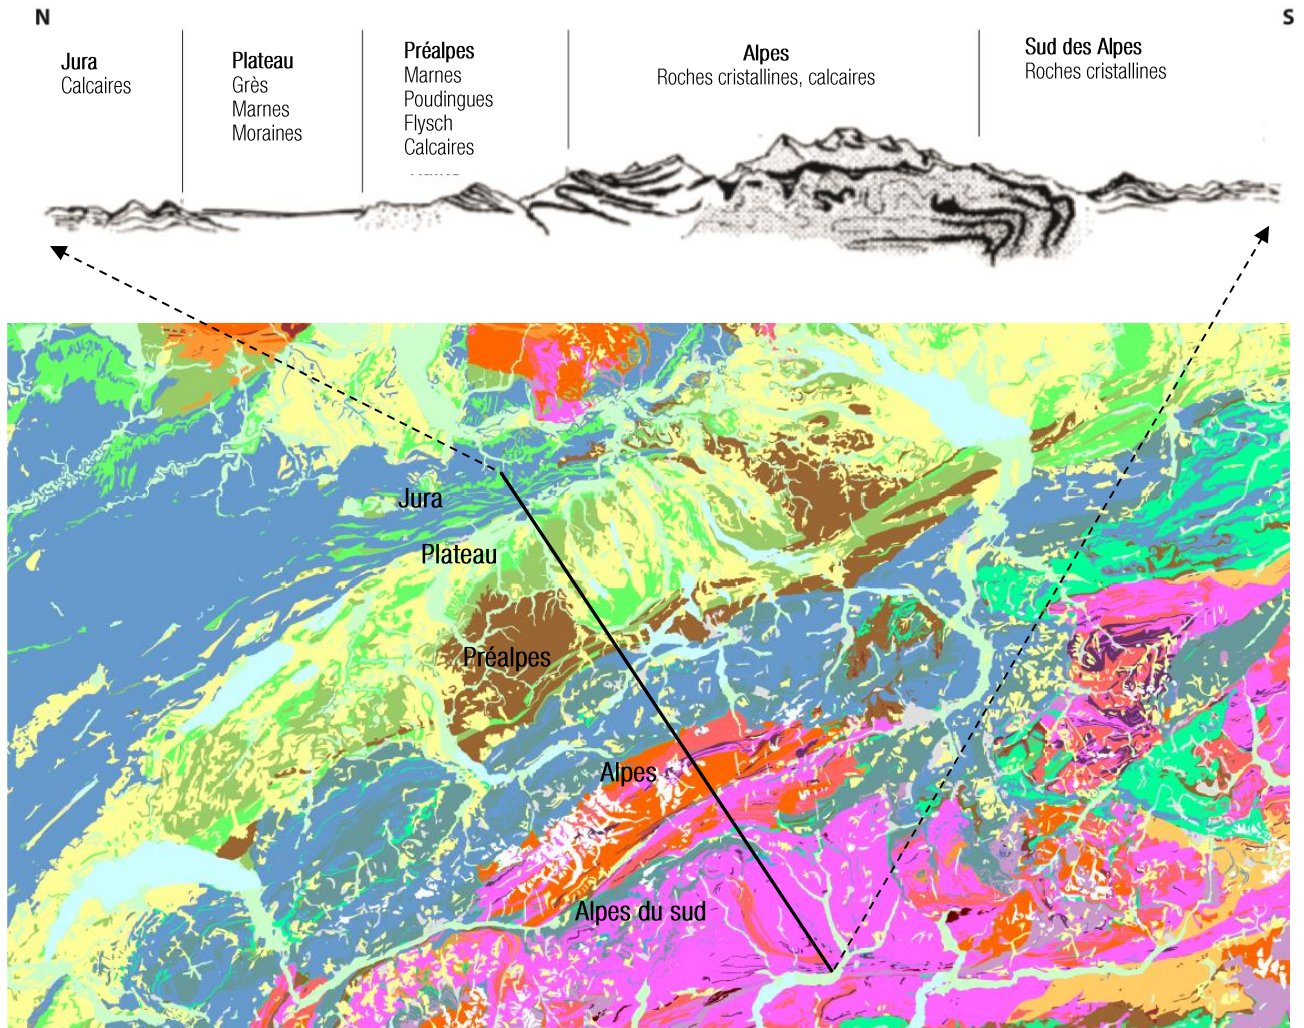 N
S
Jura
Calcaires
Plateau
Grès
Marnes
Moraines
Préalpes
Marnes
Poudingues
Flysch
Calcaires
Alpes
Roches cristallines, calcaires
Sud des Alpes
Roches cristallines
Jura
Plateau
Préalpes
Alpes
Alpes du sud